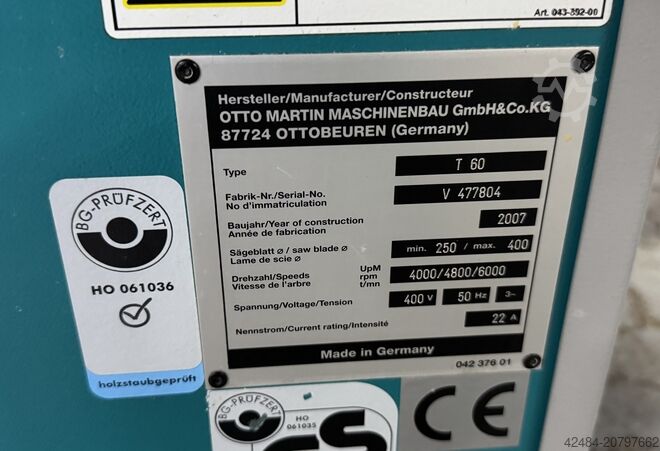 Art. 043-892-00
Hersteller/Manufacturer/Constructeur
OTTO MARTIN MASCHINENBAU GmbH&Co.KG
87724 OTTOBEUREN (Germany)
Type T 60
Fabrik-Nr./Serial-No. V 477804
No d'immatriculation
Baujahr/Year of construction 2007
Année de fabrication
Sägeblatt ø / saw blade ø min. 250 / max. 400
Lame de scie ø
Drehzahl/Speeds UpM 4000/4800/6000
Vitesse de l'arbre rpm
t/mn
Spannung/Voltage/Tension 400 V 50 Hz 3~
Nennstrom/Current rating/Intensité 22 A
Made in Germany
042 376 01
BG-PRÜFZERT
HO 061036
holzstaubgeprüft
BG-PRÜFZERT
HO
061035
GS
CE
42484-20797662